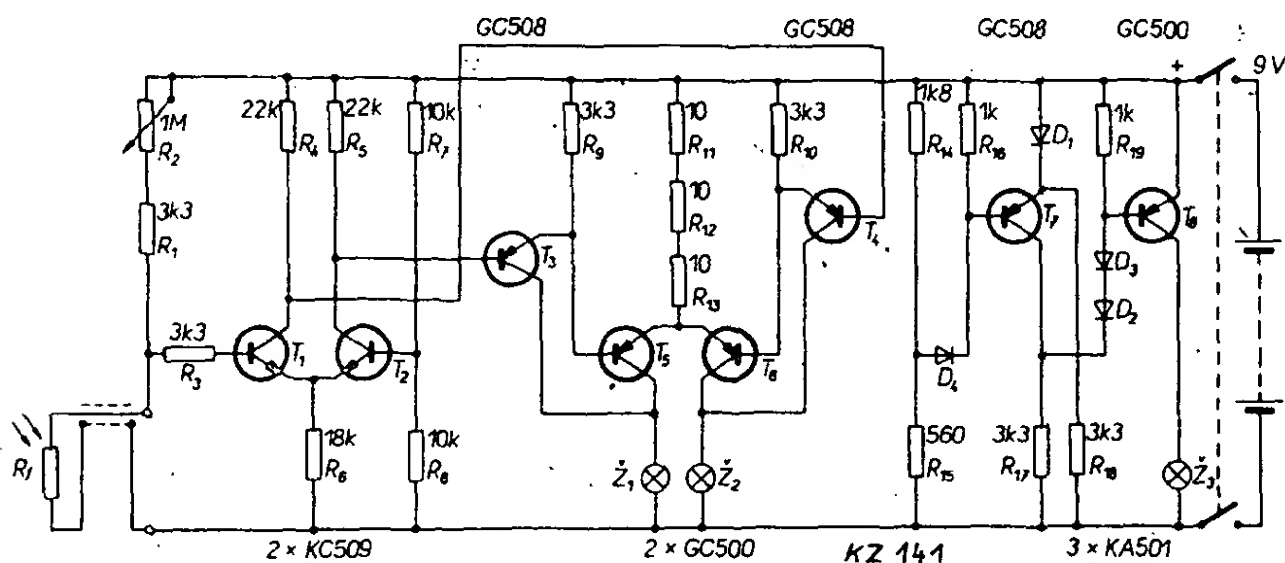 GC508 GC508 GC508 GC500
+ 9V
1M R2
22k R4
22k R5
10k R7
3k3 R9
10 R11
3k3 R10
1k8 R14
1k R16
D1
1k R19
3k3 R1
10 R12
T4
T7
T8
T3
10 R13
D3
D2
3k3 R3
T1
T2
T5
T6
D4
Rf
18k R6
10k R8
Ž1
Ž2
560 R15
3k3 R17
3k3 R18
Ž3
2 × KC509 2 × GC500 KZ 141 3 × KA501